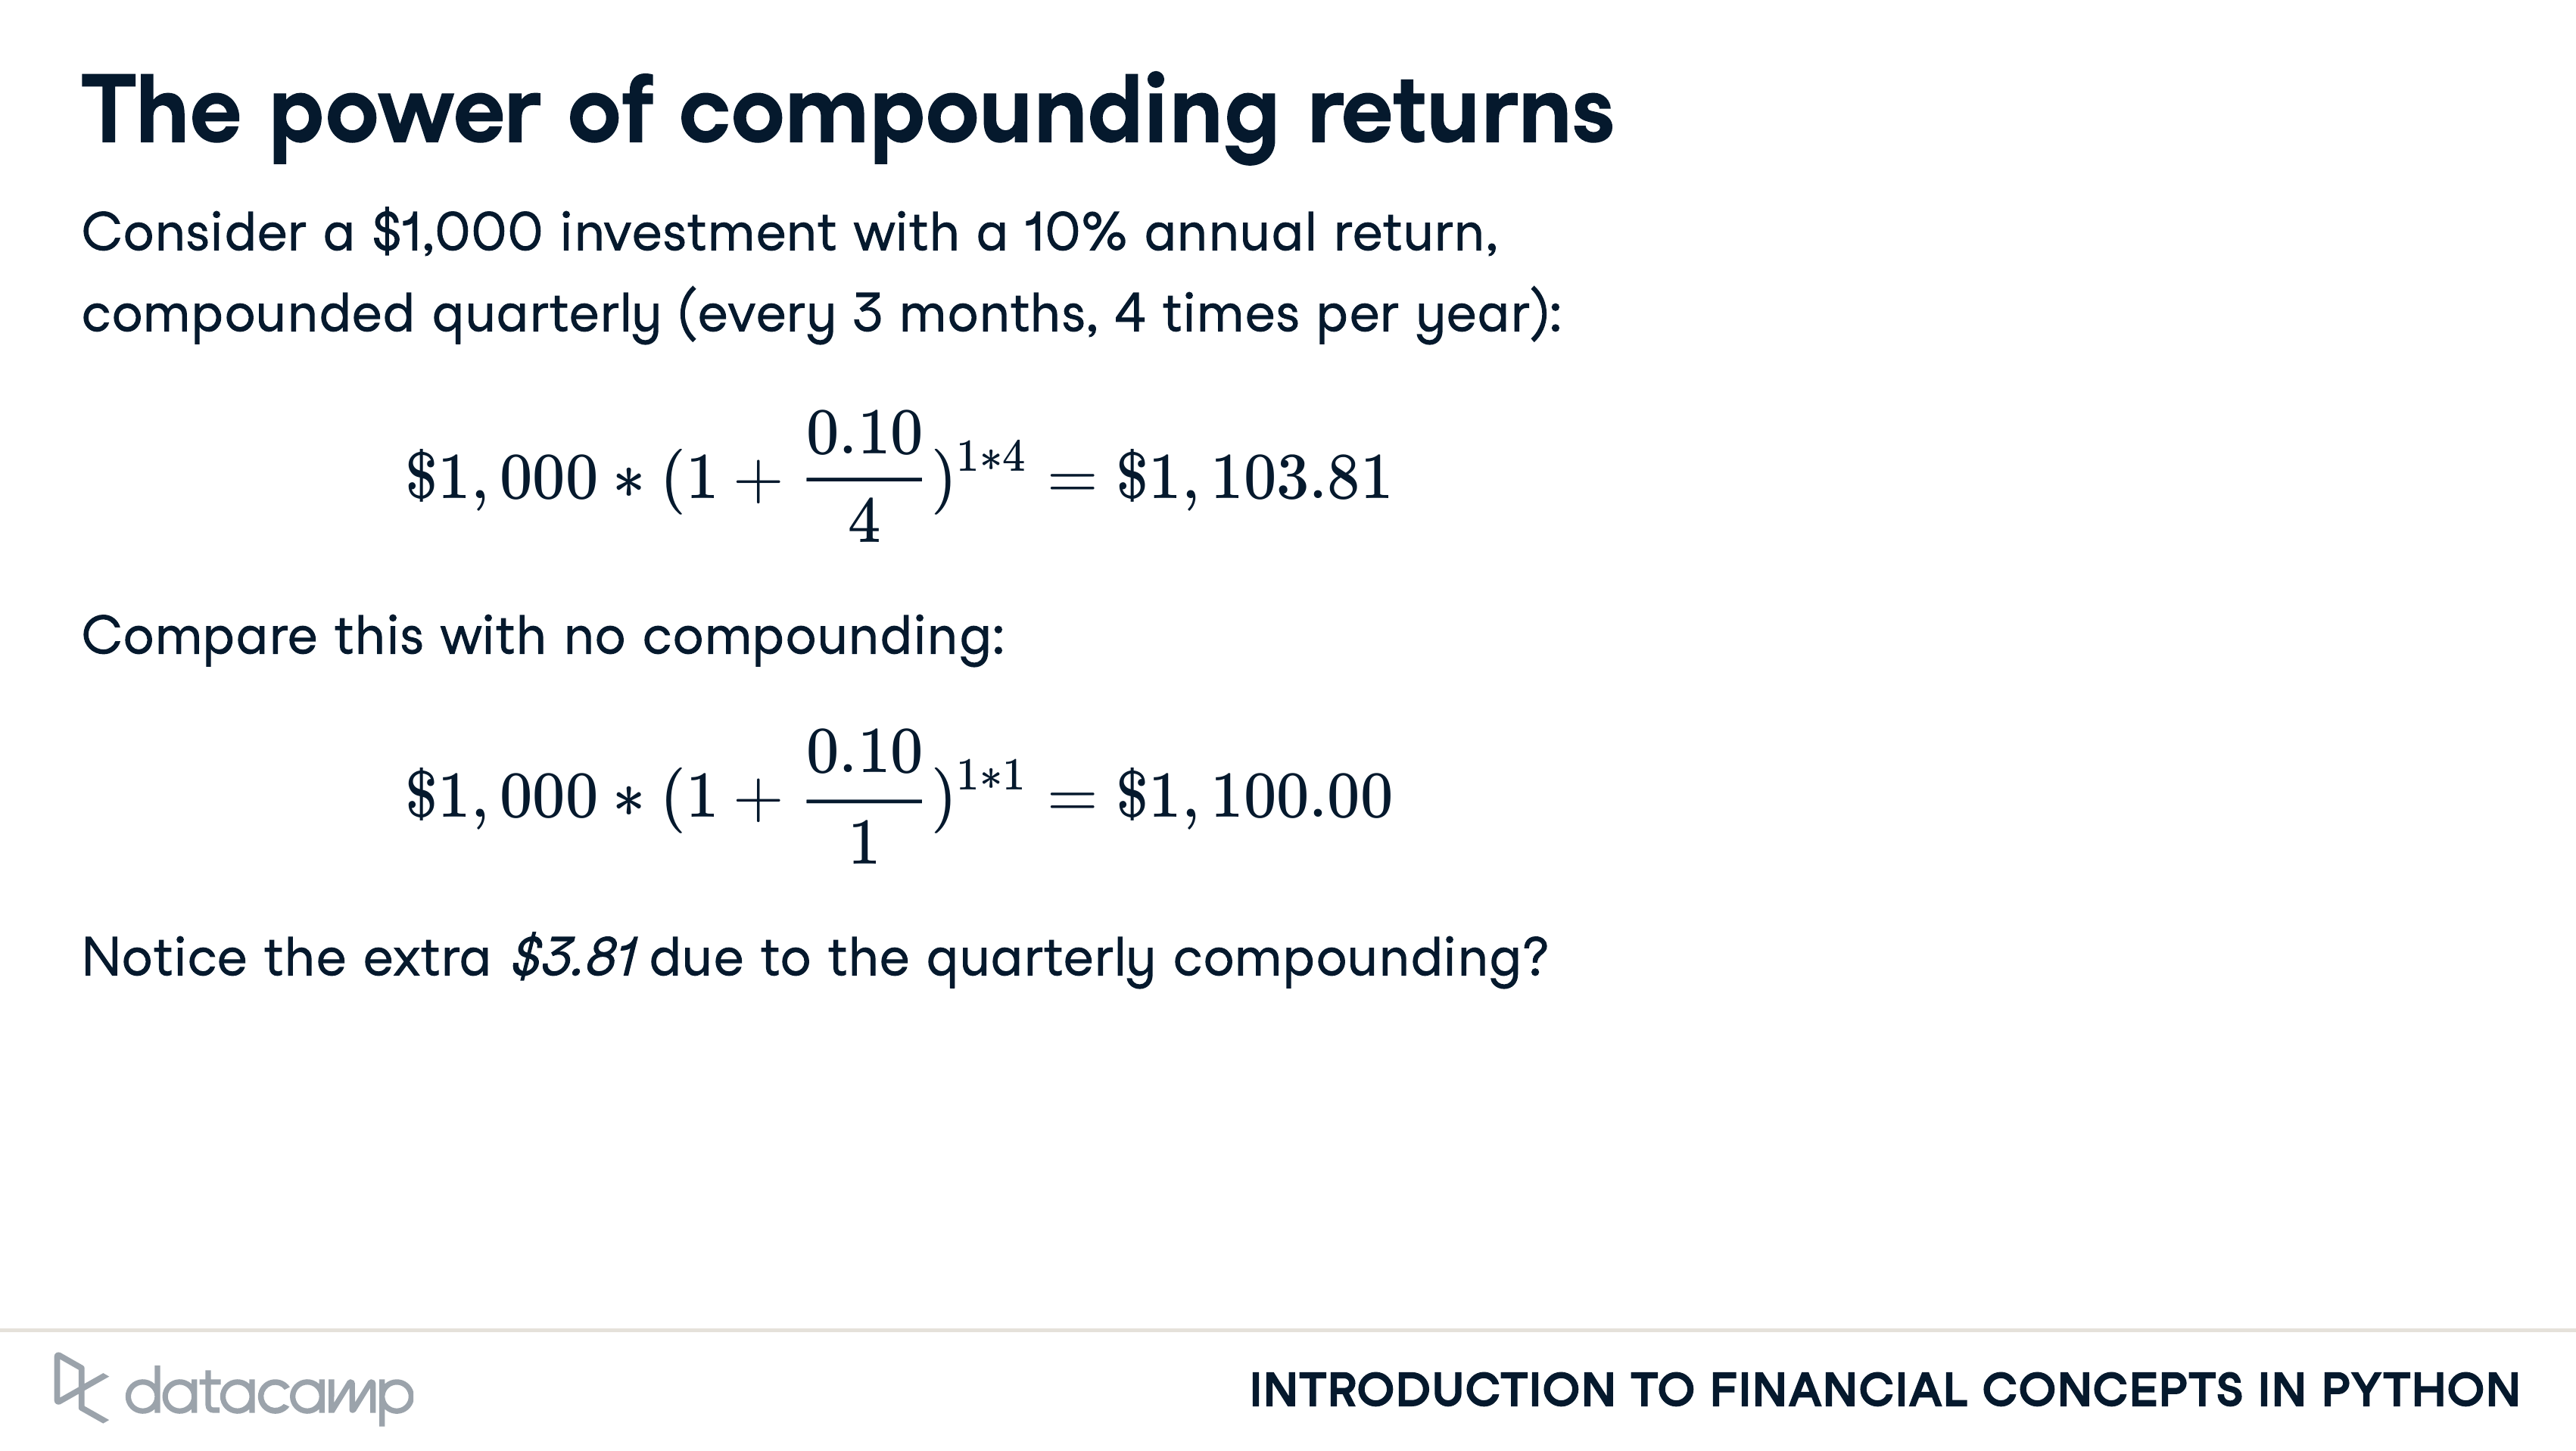 The power of compounding returns
Consider a $1,000 investment with a 10% annual return,
compounded quarterly (every 3 months, 4 times per year):
$1,000 * (1 + \frac{0.10}{4})^{1*4} = $1,103.81
Compare this with no compounding:
$1,000 * (1 + \frac{0.10}{1})^{1*1} = $1,100.00
Notice the extra $3.81 due to the quarterly compounding?
datacamp
INTRODUCTION TO FINANCIAL CONCEPTS IN PYTHON